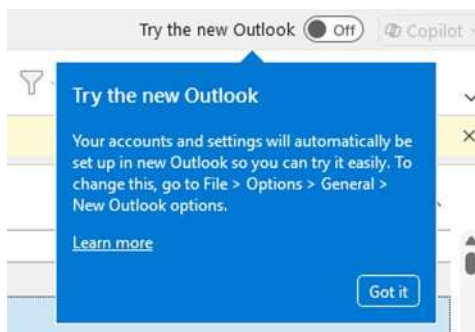 Try the new Outlook Off Copilot
Try the new Outlook
Your accounts and settings will automatically be
set up in new Outlook so you can try it easily. To
change this, go to File > Options > General >
New Outlook options.
Learn more
Got it